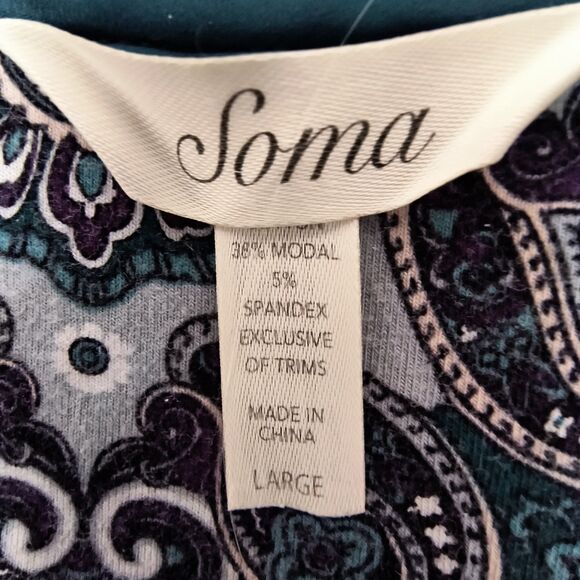 Soma
38% MODAL
5%
SPANDEX
EXCLUSIVE
OF TRIMS
MADE IN
CHINA
LARGE